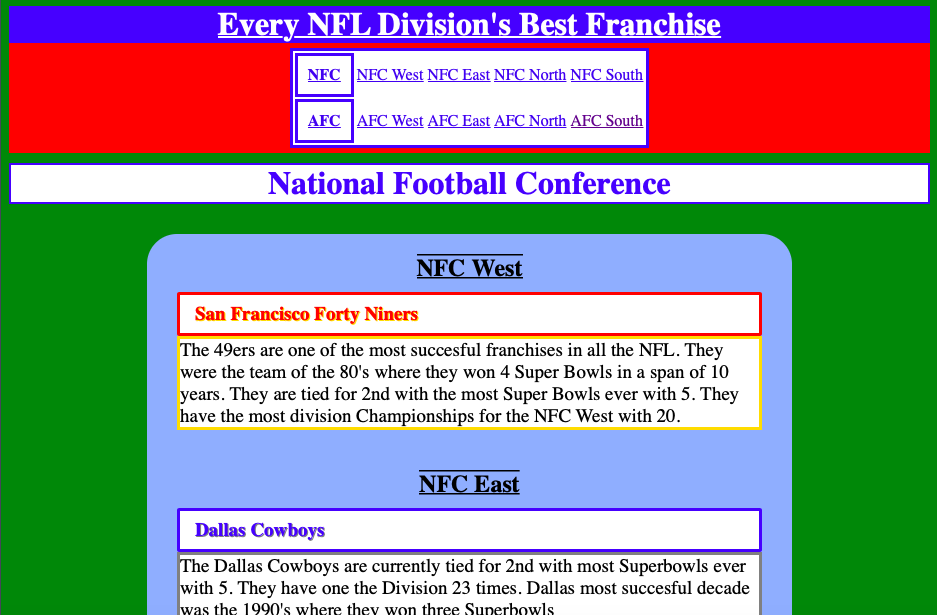 Every NFL Division's Best Franchise
NFC NFC West NFC East NFC North NFC South
AFC AFC West AFC East AFC North AFC South
National Football Conference
NFC West
San Francisco Forty Niners
The 49ers are one of the most succesful franchises in all the NFL. They
were the team of the 80's where they won 4 Super Bowls in a span of 10
years. They are tied for 2nd with the most Super Bowls ever with 5. They
have the most division Championships for the NFC West with 20.
NFC East
Dallas Cowboys
The Dallas Cowboys are currently tied for 2nd with most Superbowls ever
with 5. They have one the Division 23 times. Dallas most succesful decade
was the 1990's where they won three Superbowls